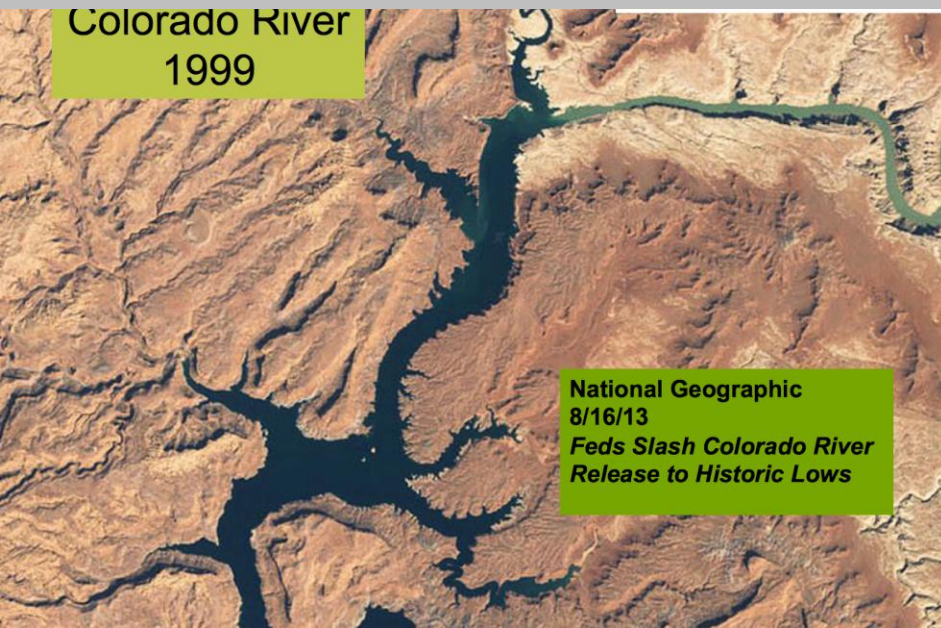 Colorado River
1999
National Geographic
8/16/13
Feds Slash Colorado River
Release to Historic Lows